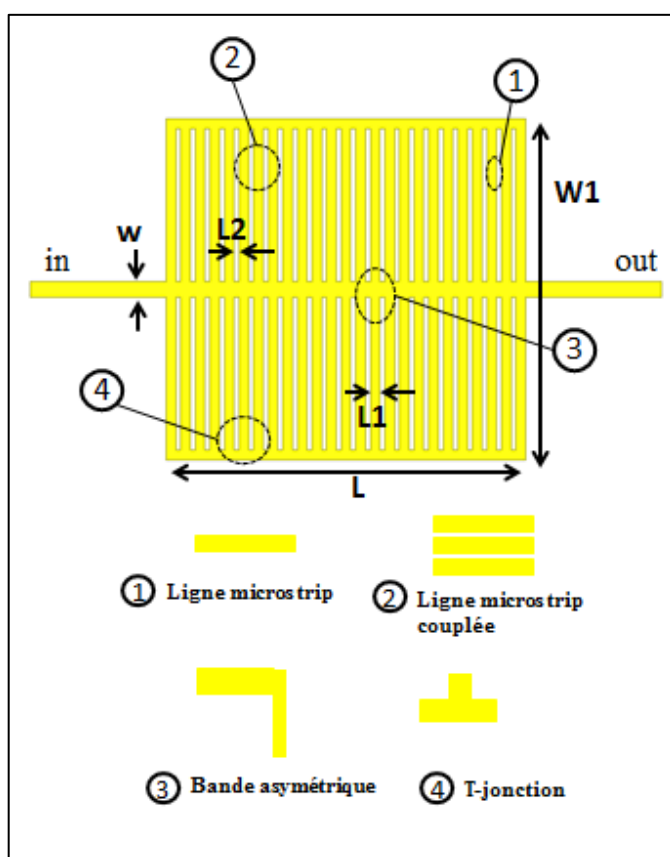 2
1
W1
w
L2
in
out
3
4
L1
L
1 Ligne microstrip
2 Ligne microstrip
couplée
3 Bande asymétrique
4 T-jonction